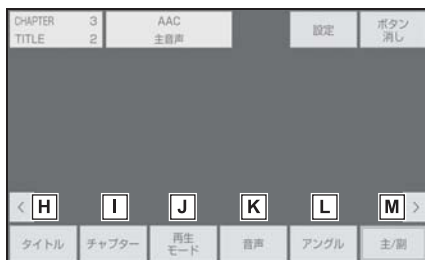 CHAPTER 3
TITLE 2
AAC
主音声
設定
ボタン
消し
< H I J K L M >
タイトル
チャプター
再生
モード
音声
アングル
主/副